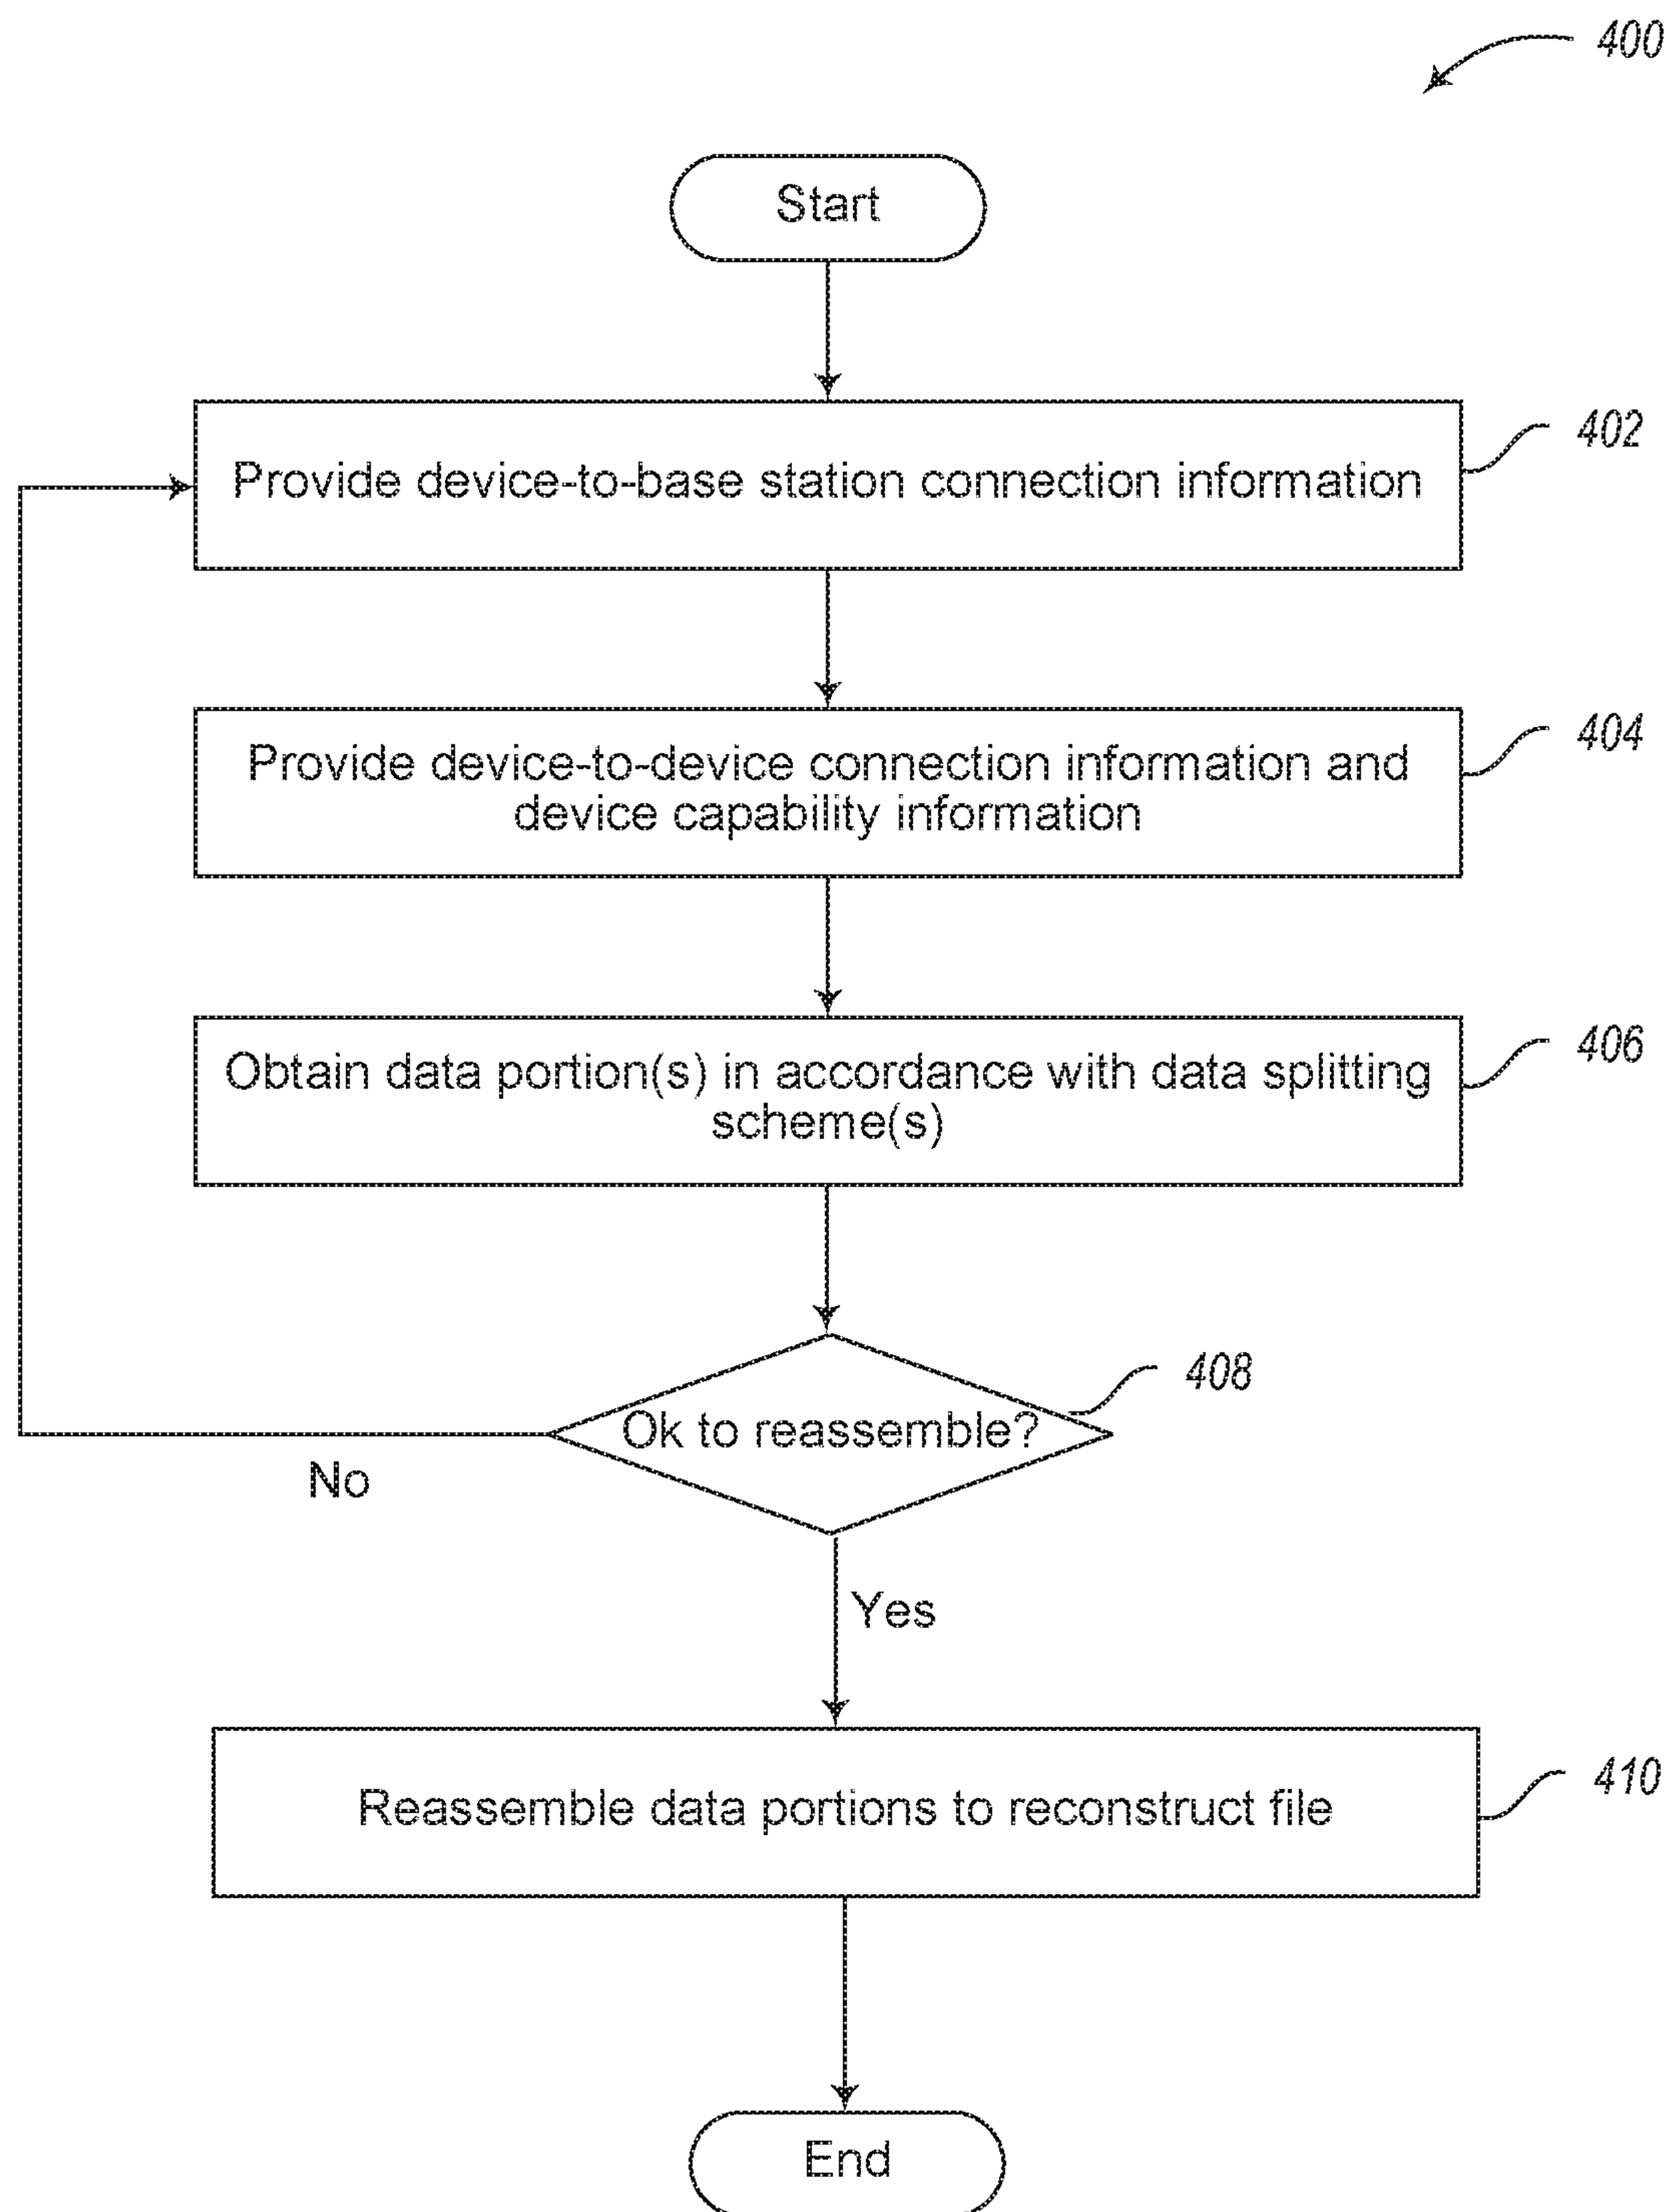 400
Start
Provide device-to-base station connection information
402
Provide device-to-device connection information and
device capability information
404
Obtain data portion(s) in accordance with data splitting
scheme(s)
406
Ok to reassemble?
408
No
Yes
Reassemble data portions to reconstruct file
410
End